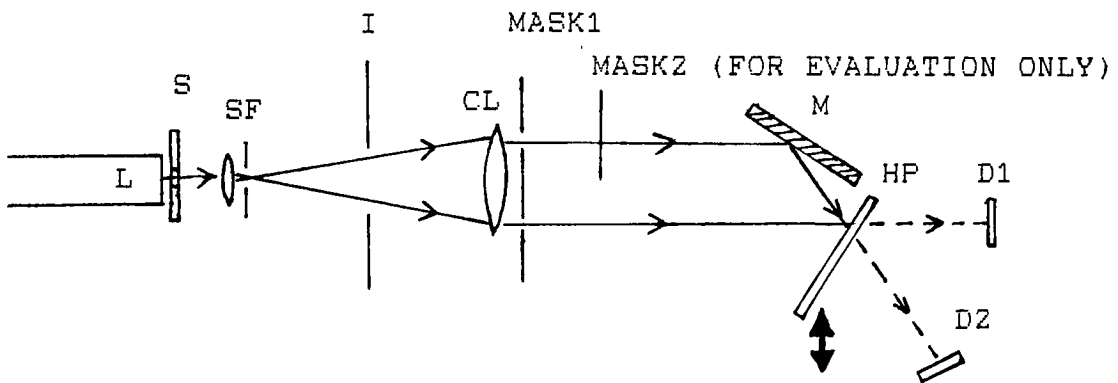 I
MASK1
MASK2 (FOR EVALUATION ONLY)
S
SF
CL
M
L
HP
D1
D2